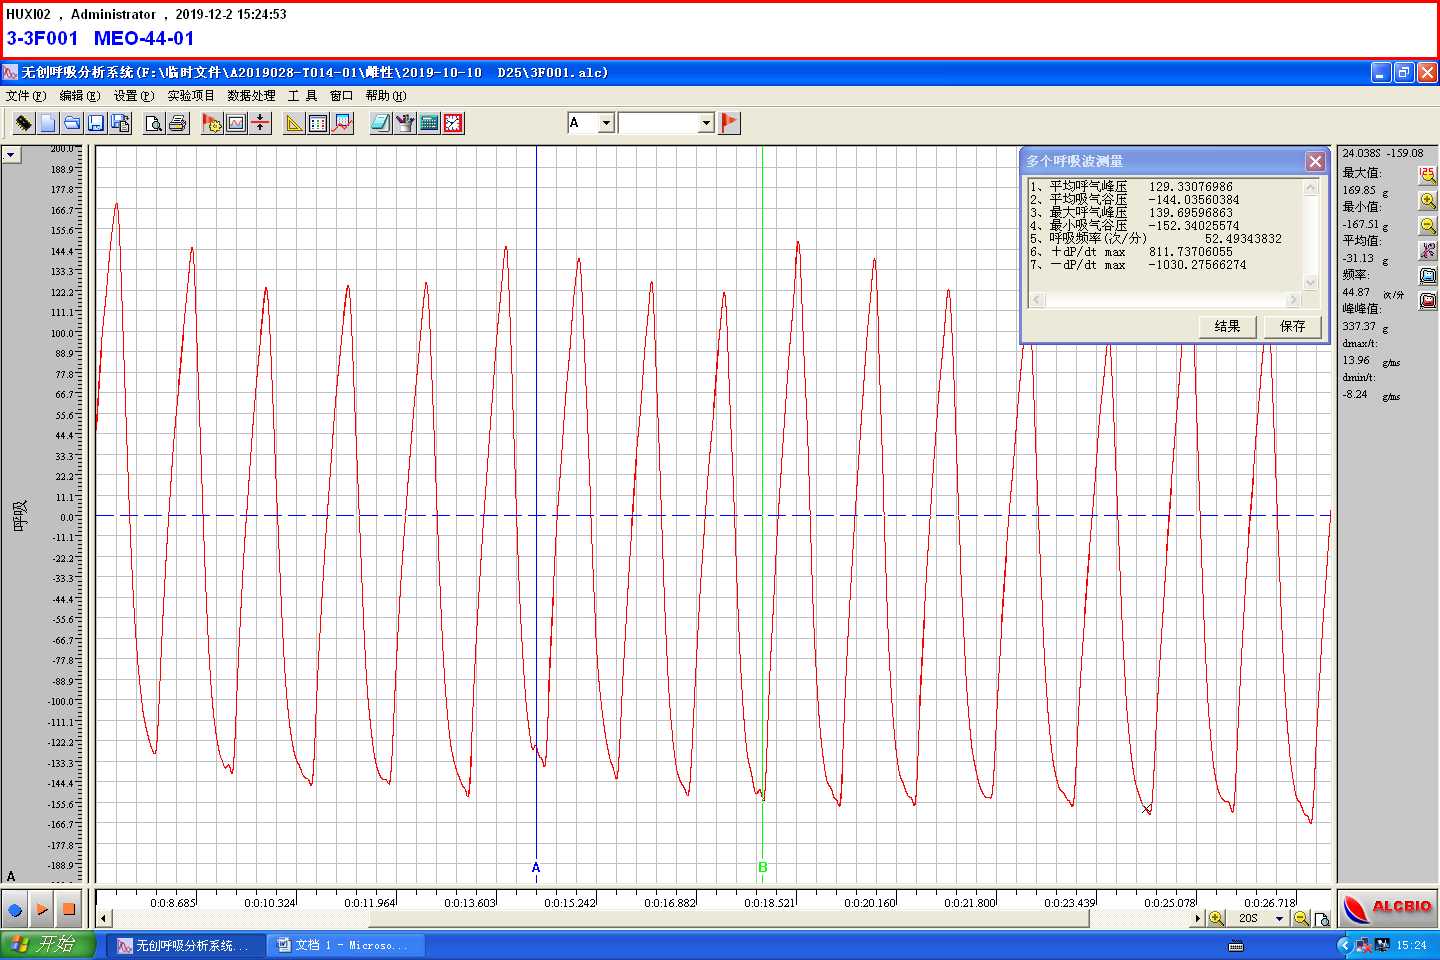 HUXI02 , Administrator , 2019-12-2 15:24:53
3-3F001 MEO-44-01
无创呼吸分析系统(F:\临时文件\A2019028-T014-01\雌性\2019-10-10 D25\3F001.alc)
文件(F) 编辑(E) 设置(P) 实验项目 数据处理 工 具 窗口 帮助(H)
A
200.0
188.9
177.8
166.7
155.6
144.4
133.3
122.2
111.1
100.0
88.9
77.8
66.7
55.6
44.4
33.3
22.2
11.1
0.0
-11.1
-22.2
-33.3
-44.4
-55.6
-66.7
-77.8
-88.9
-100.0
-111.1
-122.2
-133.3
-144.4
-155.6
-166.7
-177.8
-188.9
呼吸
A
A
B
多个呼吸波测量
1、平均呼气峰压 129.33076986
2、平均吸气谷压 -144.03560384
3、最大呼气峰压 139.69596863
4、最小吸气谷压 -152.34025574
5、呼吸频率(次/分) 52.49343832
6、＋dP/dt max 811.73706055
7、－dP/dt max -1030.27566274
结果 保存
24.038S -159.08
最大值:
169.85 g
最小值:
-167.51 g
平均值:
-31.13 g
频率:
44.87 次/分
峰峰值:
337.37 g
dmax/t:
13.96 g/ms
dmin/t:
-8.24 g/ms
125
0:0:8.685 0:0:10.324 0:0:11.964 0:0:13.603 0:0:15.242 0:0:16.882 0:0:18.521 0:0:20.160 0:0:21.800 0:0:23.439 0:0:25.078 0:0:26.718
20S
ALCBIO
开始 无创呼吸分析系统... 文档 1 - Microso... 15:24